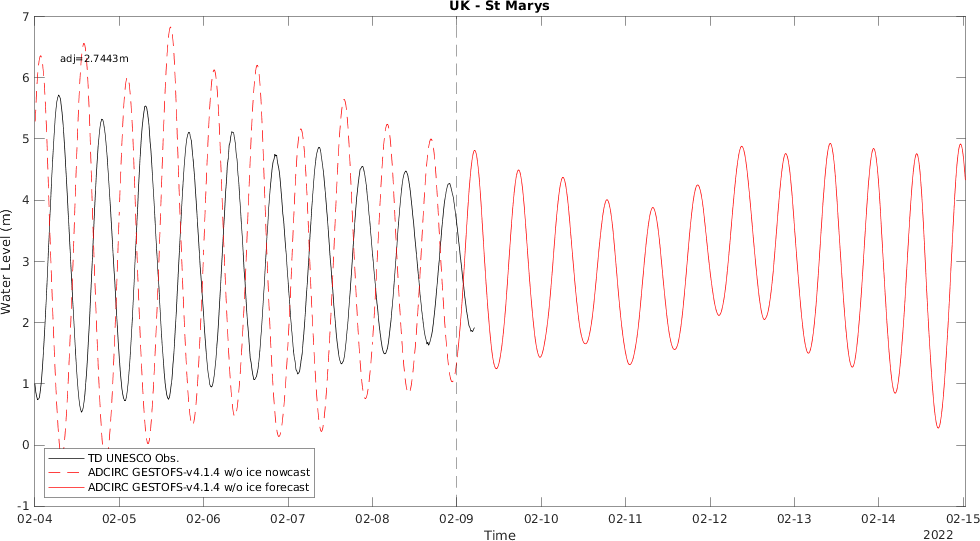 UK - St Marys
adj=2.7443m
7
6
5
4
3
2
1
0
-1
Water Level (m)
TD UNESCO Obs.
ADCIRC GESTOFS-v4.1.4 w/o ice nowcast
ADCIRC GESTOFS-v4.1.4 w/o ice forecast
02-04 02-05 02-06 02-07 02-08 02-09 02-10 02-11 02-12 02-13 02-14 02-15
Time
2022